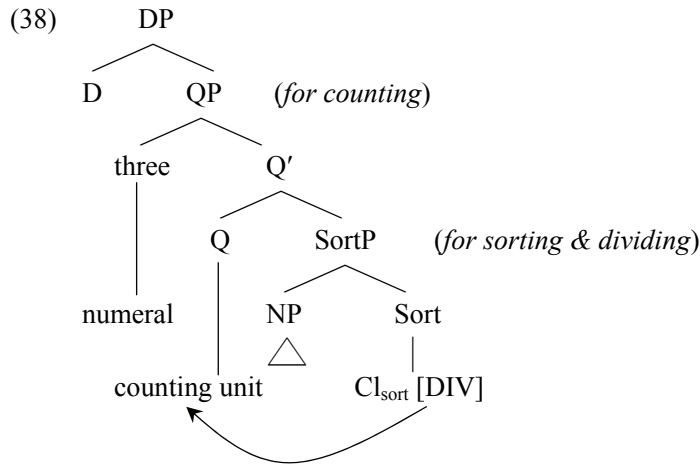 (38) DP
D QP (for counting)
three Q′
Q SortP (for sorting & dividing)
numeral NP Sort
counting unit Clsort [DIV]